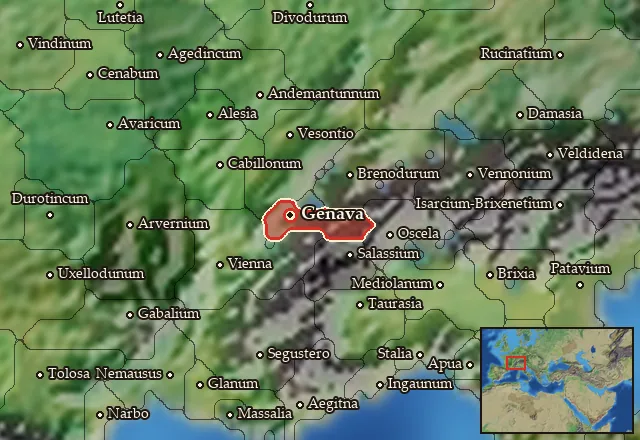 Lutetia
Divodurum
Vindinum
Agedincum
Rucinatium
Cenabum
Andemantunnum
Alesia
Damasia
Avaricum
Vesontio
Veldidena
Cabillonum
Brenodurum
Vennonium
Durotincum
Isarcium-Brixenetium
Genava
Arvernium
Oscela
Salassium
Vienna
Patavium
Uxellodunum
Brixia
Mediolanum
Taurasia
Gabalium
Segustero
Stalia
Apua
Tolosa
Nemausus
Glanum
Ingaunum
Aegitna
Narbo
Massalia